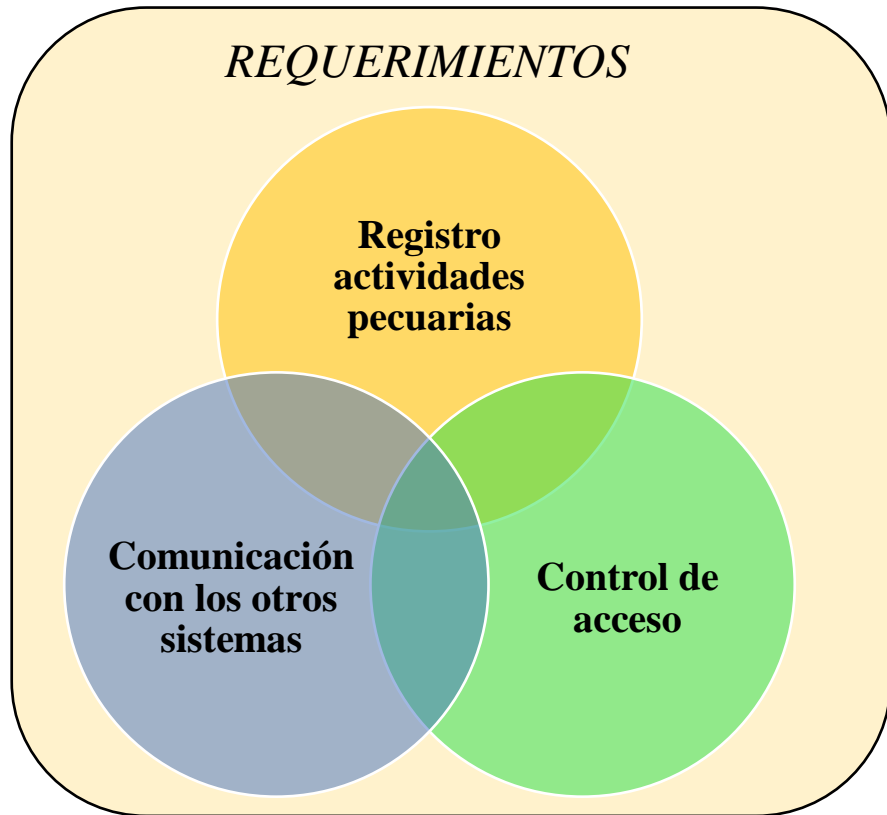 REQUERIMIENTOS
Registro
actividades
pecuarias
Comunicación
con los otros
sistemas
Control de
acceso